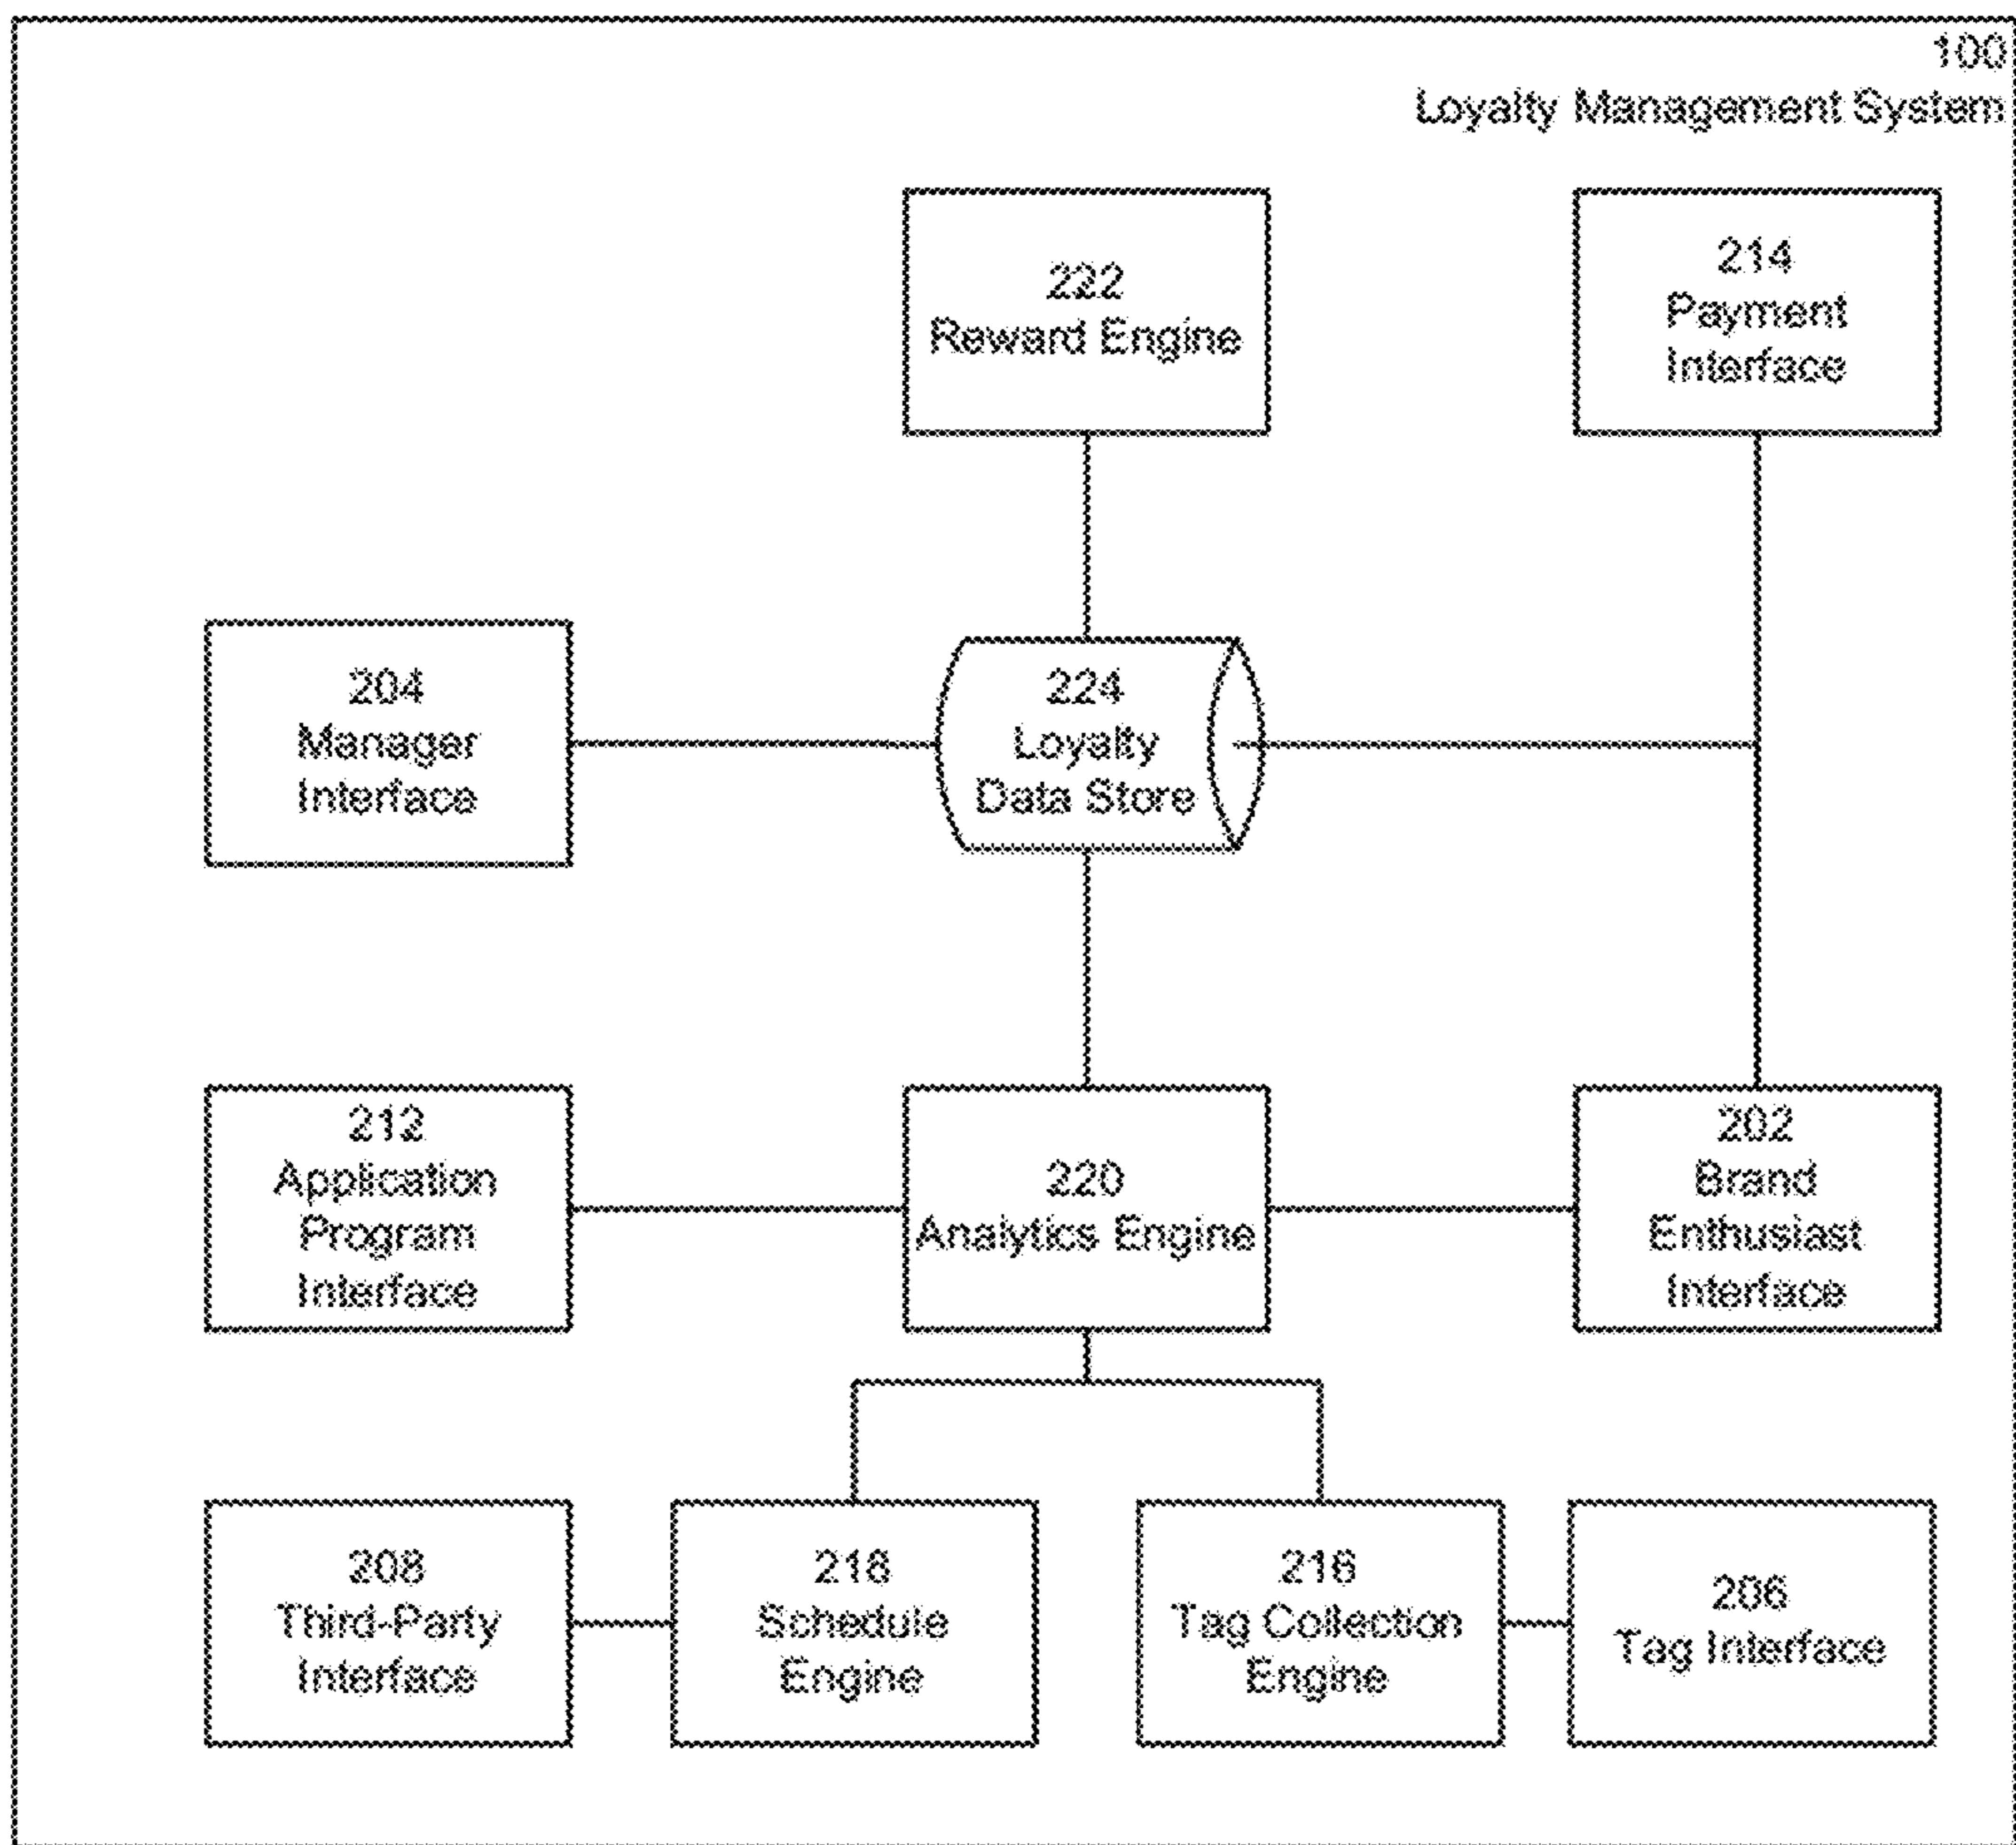 100
Loyalty Management System
222
Reward Engine
214
Payment
Interface
204
Manager
Interface
224
Loyalty
Data Store
212
Application
Program
Interface
220
Analytics Engine
202
Brand
Enthusiast
Interface
208
Third-Party
Interface
218
Schedule
Engine
216
Tag Collection
Engine
206
Tag Interface